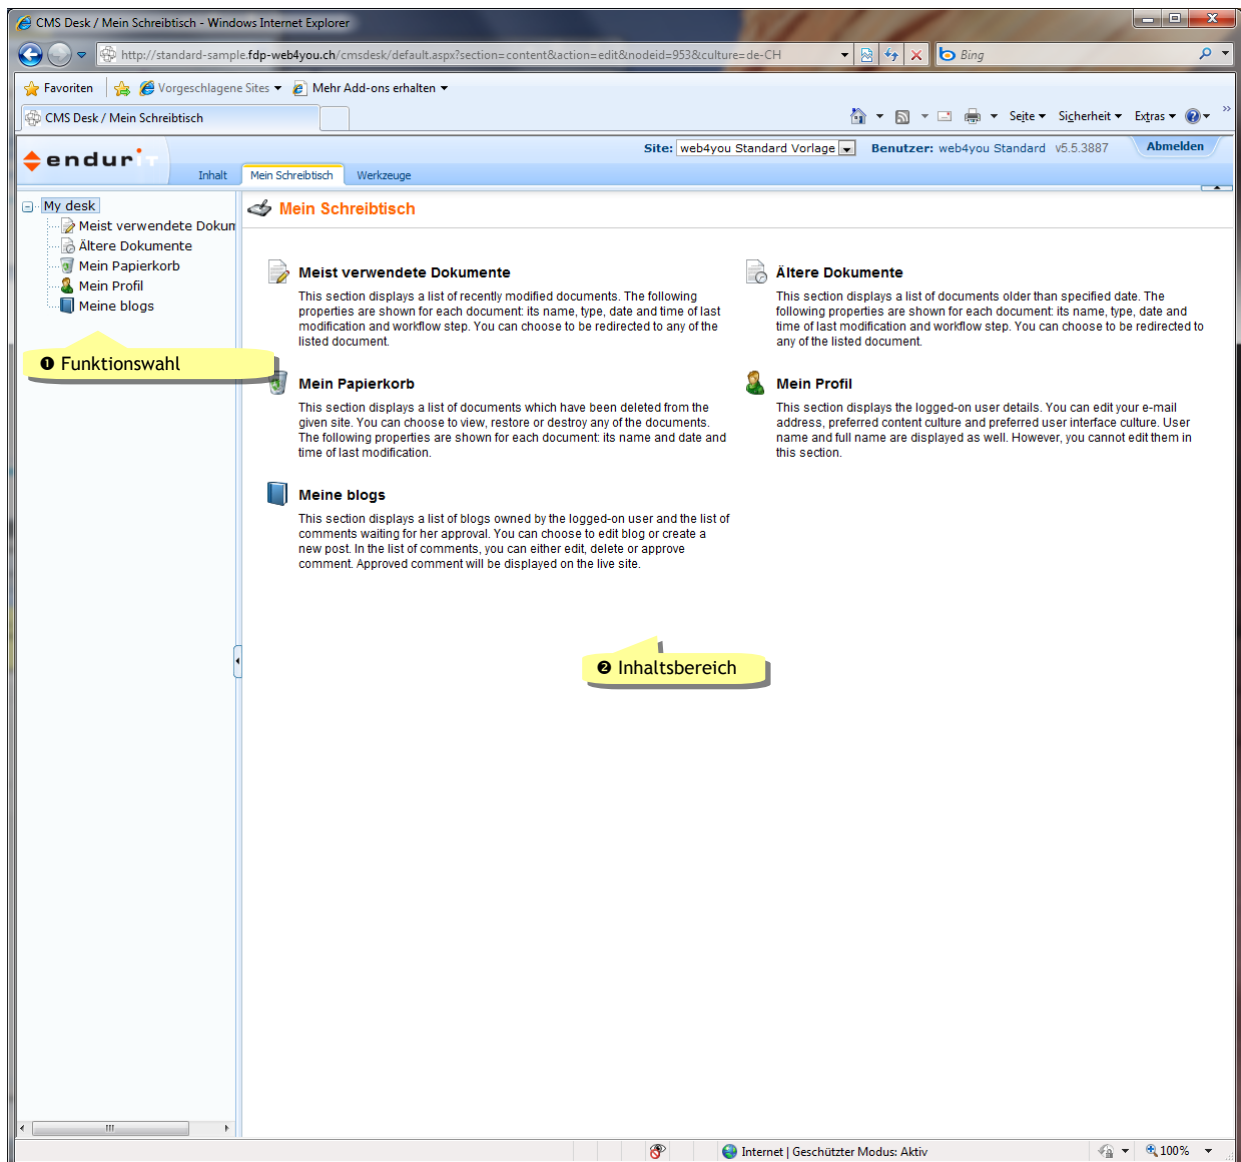 CMS Desk / Mein Schreibtisch - Windows Internet Explorer
http://standard-sample.fdp-web4you.ch/cmsdesk/default.aspx?section=content&action=edit&nodeid=953&culture=de-CH
Bing
Favoriten Vorgeschlagene Sites Mehr Add-ons erhalten
CMS Desk / Mein Schreibtisch
Seite Sicherheit Extras
endurit
Site: web4you Standard Vorlage Benutzer: web4you Standard v5.5.3887 Abmelden
Inhalt Mein Schreibtisch Werkzeuge
My desk
Meist verwendete Dokum
Ältere Dokumente
Mein Papierkorb
Mein Profil
Meine blogs
❶ Funktionswahl
Mein Schreibtisch
Meist verwendete Dokumente
This section displays a list of recently modified documents. The following
properties are shown for each document: its name, type, date and time of last
modification and workflow step. You can choose to be redirected to any of the
listed document.
Ältere Dokumente
This section displays a list of documents older than specified date. The
following properties are shown for each document: its name, type, date and
time of last modification and workflow step. You can choose to be redirected to
any of the listed document.
Mein Papierkorb
This section displays a list of documents which have been deleted from the
given site. You can choose to view, restore or destroy any of the documents.
The following properties are shown for each document: its name and date and
time of last modification.
Mein Profil
This section displays the logged-on user details. You can edit your e-mail
address, preferred content culture and preferred user interface culture. User
name and full name are displayed as well. However, you cannot edit them in
this section.
Meine blogs
This section displays a list of blogs owned by the logged-on user and the list of
comments waiting for her approval. You can choose to edit blog or create a
new post. In the list of comments, you can either edit, delete or approve
comment. Approved comment will be displayed on the live site.
❷ Inhaltsbereich
Internet | Geschützter Modus: Aktiv
100%